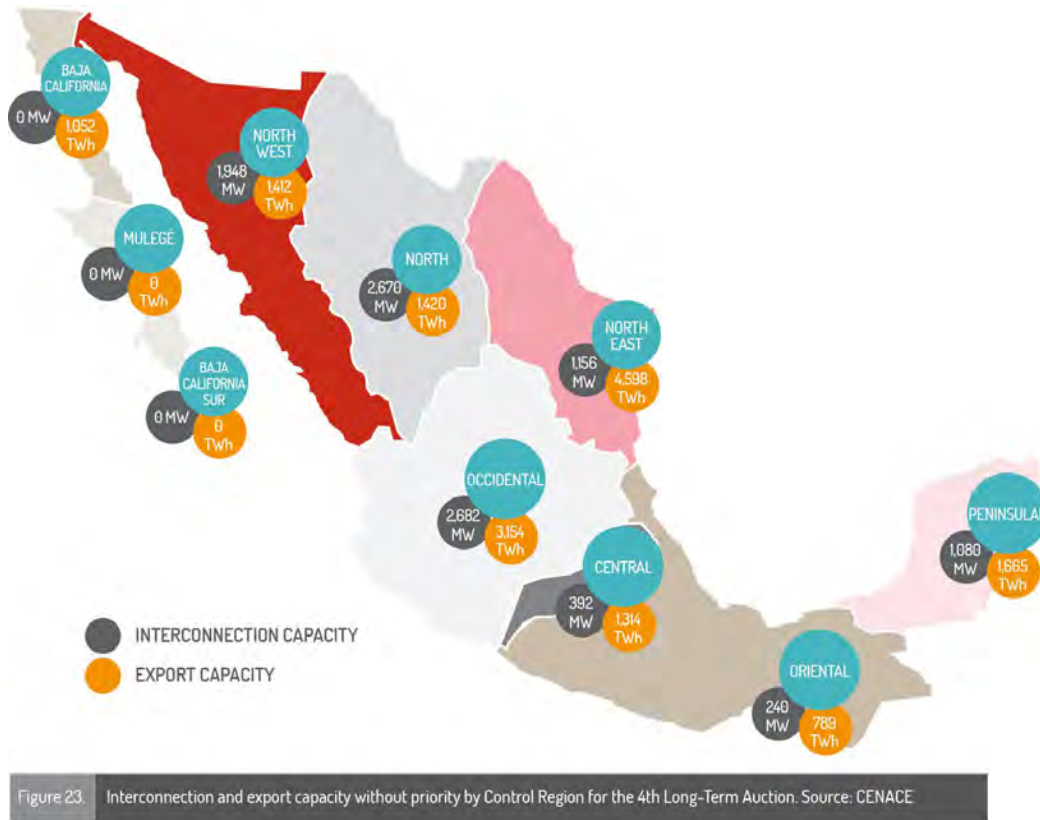 BAJA
CALIFORNIA
0 MW
1,052
TWh
NORTH
WEST
1,948
MW
1,412
TWh
MULEGÉ
0 MW
0
TWh
NORTH
2,670
MW
1,420
TWh
NORTH
EAST
1,156
MW
4,598
TWh
BAJA
CALIFORNIA
SUR
0 MW
0
TWh
OCCIDENTAL
2,682
MW
3,154
TWh
PENINSULAR
1,080
MW
1,665
TWh
CENTRAL
392
MW
1,314
TWh
INTERCONNECTION CAPACITY
EXPORT CAPACITY
ORIENTAL
240
MW
789
TWh
Figure 23. Interconnection and export capacity without priority by Control Region for the 4th Long-Term Auction. Source: CENACE